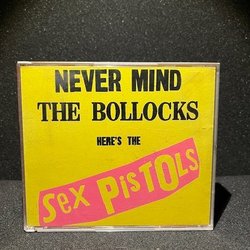 NEVER MIND
THE BOLLOCKS
HERE'S THE
Sex PiSTOLS